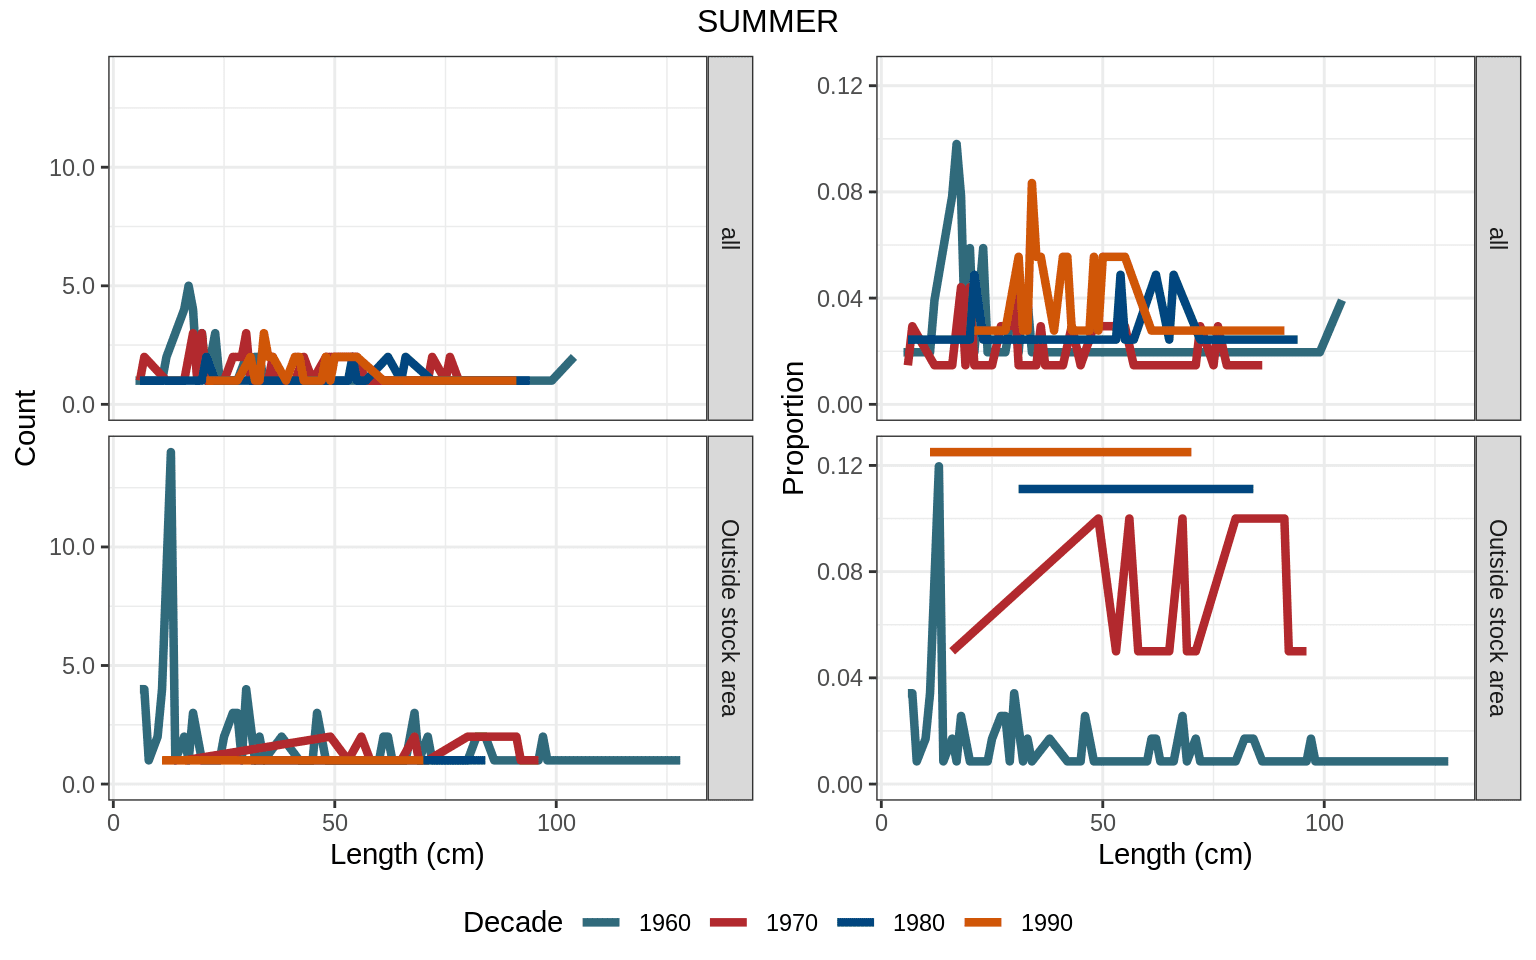 SUMMER
10.0
5.0
0.0
all
10.0
5.0
0.0
Outside stock area
Count
0 50 100
Length (cm)
0.12
0.08
0.04
0.00
all
0.12
0.08
0.04
0.00
Outside stock area
Proportion
0 50 100
Length (cm)
Decade 1960 1970 1980 1990